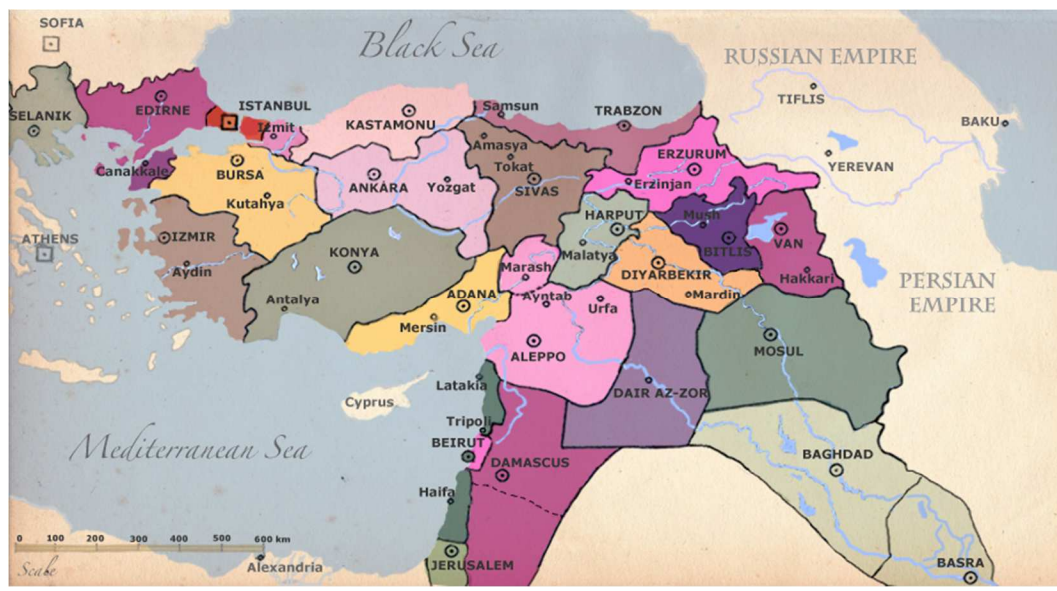 SOFIA
Black Sea
RUSSIAN EMPIRE
TIFLIS
EDIRNE
ISTANBUL
Samsun
TRABZON
SELANIK
Izmit
KASTAMONU
BAKU
Amasya
ERZURUM
YEREVAN
Canakkale
BURSA
Tokat
ANKARA
Yozgat
SIVAS
Erzinjan
Kutahya
HARPUT
Mush
ATHENS
IZMIR
KONYA
Malatya
BITLIS
VAN
Aydin
Marash
DIYARBEKIR
Hakkari
PERSIAN
EMPIRE
Antalya
ADANA
Ayntab
Urfa
Mardin
Mersin
ALEPPO
MOSUL
Latakia
Cyprus
DAIR AZ-ZOR
Tripoli
Mediterranean Sea
BEIRUT
DAMASCUS
BAGHDAD
Haifa
0 100 200 300 400 500 600 km
Scale
Alexandria
JERUSALEM
BASRA